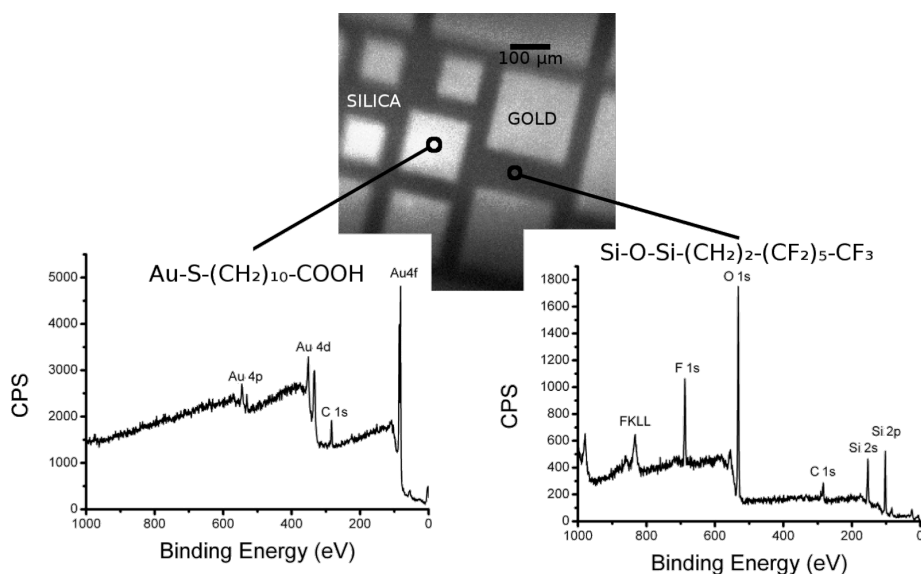 100 µm
SILICA
GOLD
Au-S-(CH₂)₁₀-COOH
Si-O-Si-(CH₂)₂-(CF₂)₅-CF₃
5000
4000
3000
2000
1000
0
CPS
Au4f
Au 4d
Au 4p
C 1s
1000 800 600 400 200 0
Binding Energy (eV)
1800
1600
1400
1200
1000
800
600
400
200
0
CPS
O 1s
F 1s
FKLL
C 1s
Si 2s
Si 2p
1000 800 600 400 200 0
Binding Energy (eV)